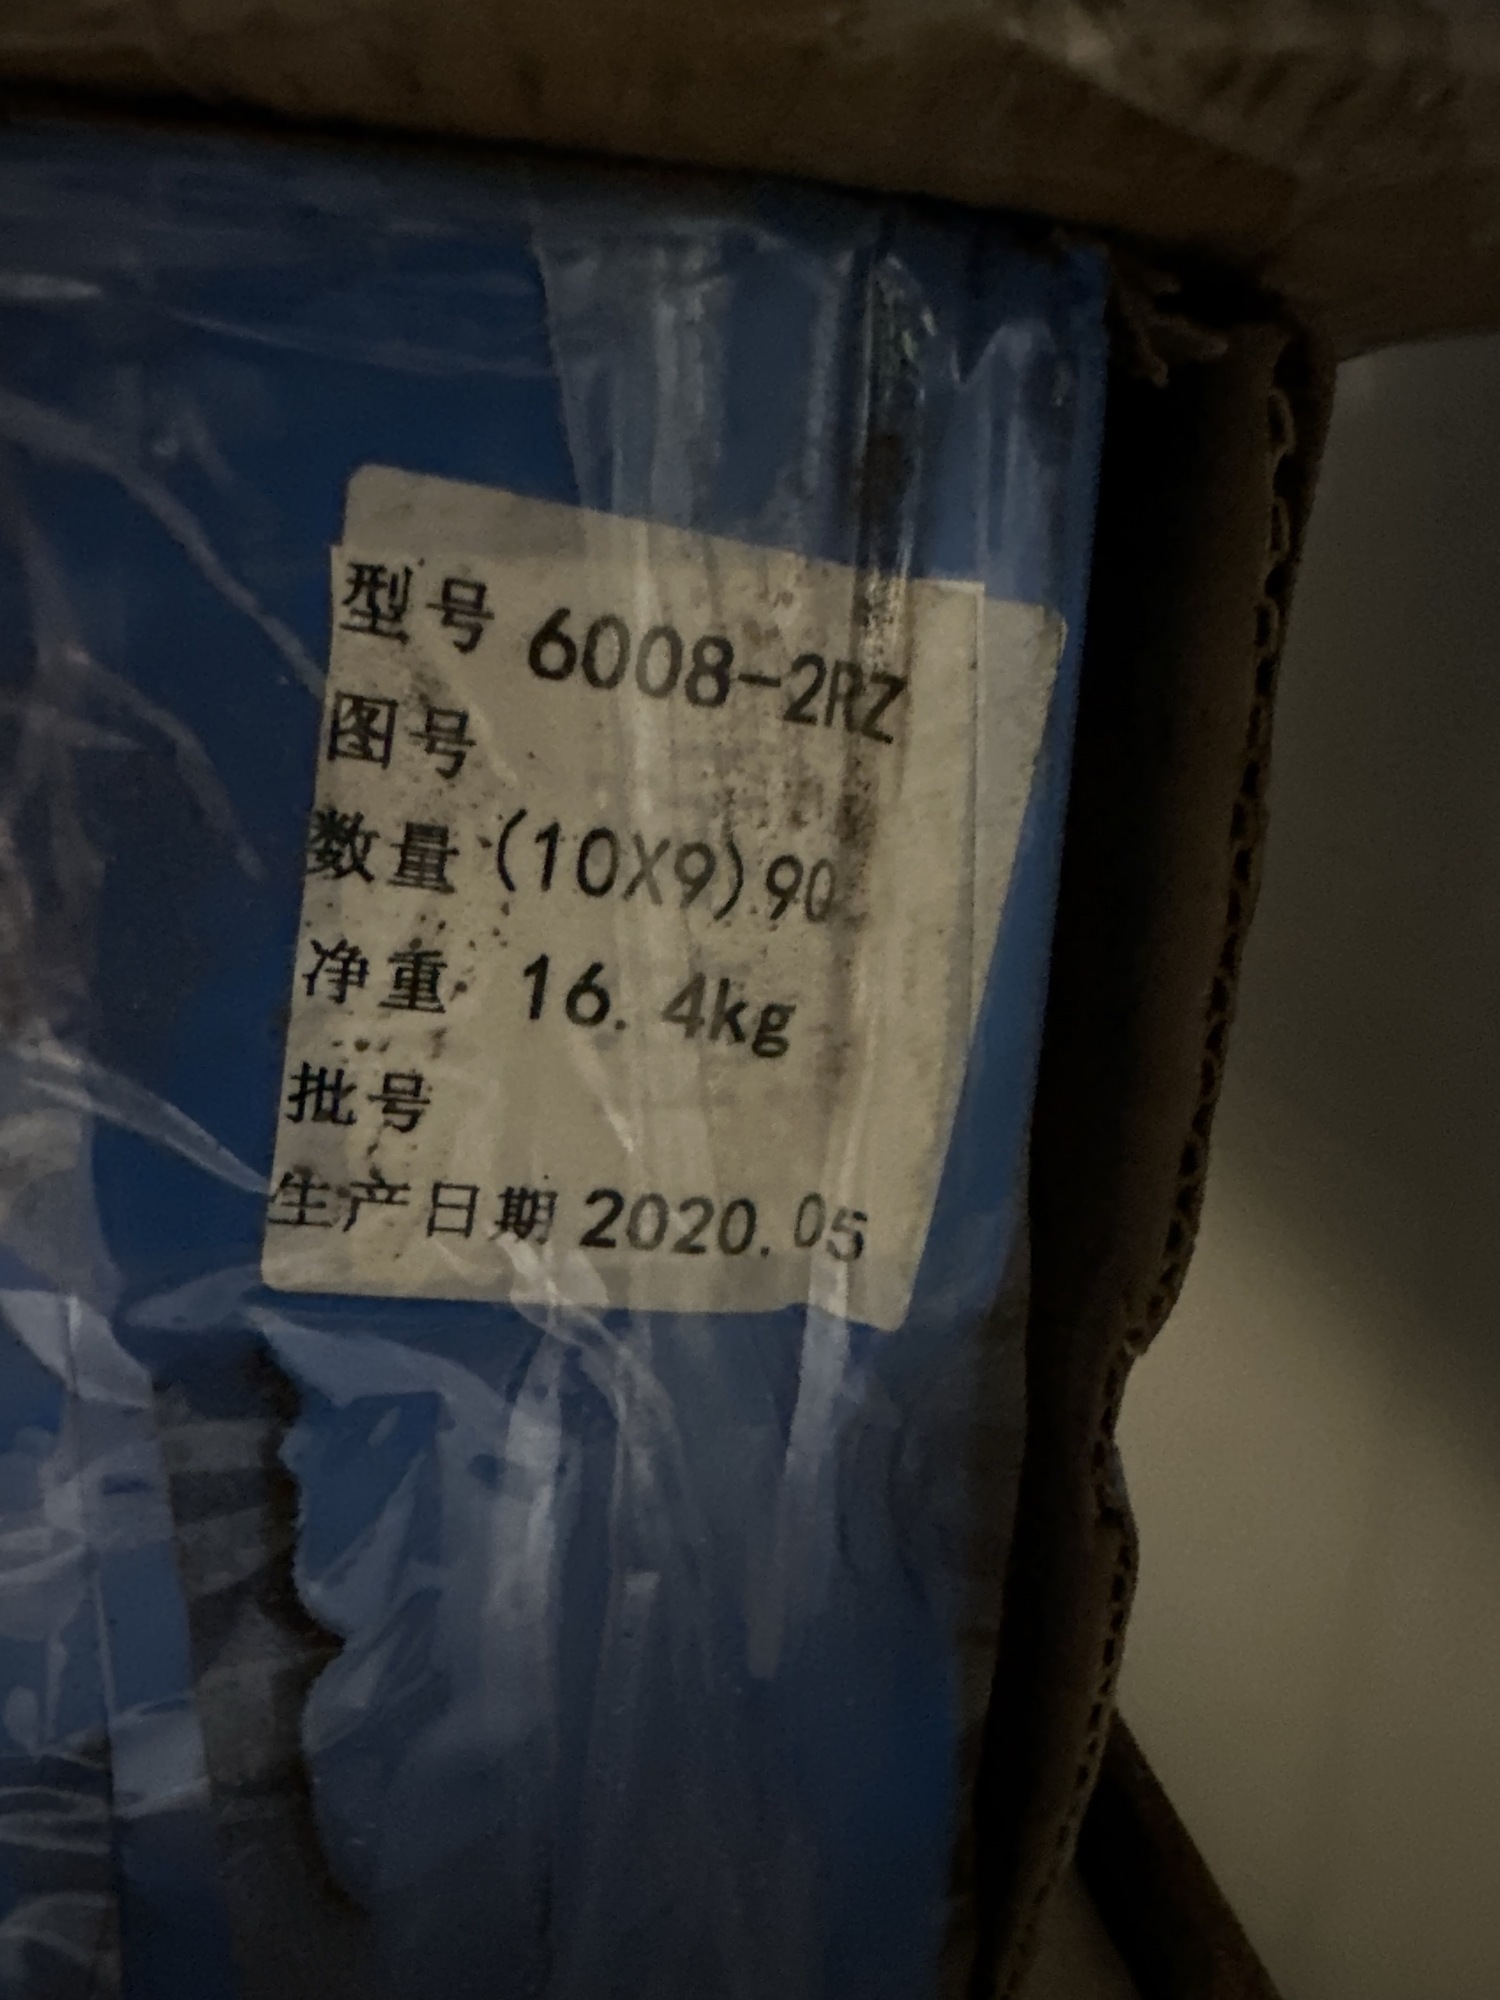 型号 6008-2RZ
图号
数量 (10X9) 90
净重 16.4kg
批号
生产日期 2020.05